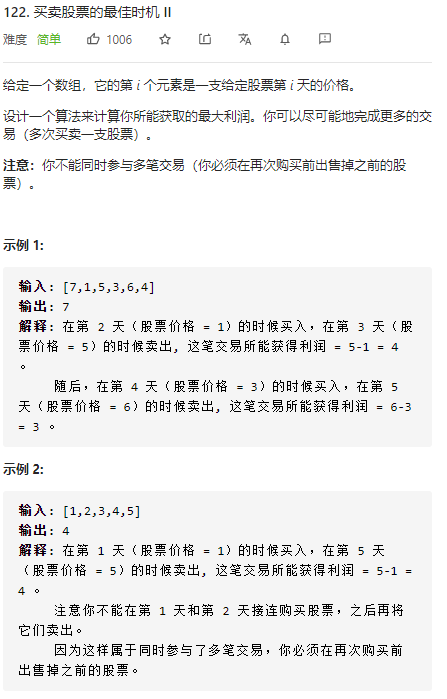 122. 买卖股票的最佳时机 II
难度 简单 1006
给定一个数组，它的第 i 个元素是一支给定股票第 i 天的价格。
设计一个算法来计算你所能获取的最大利润。你可以尽可能地完成更多的交
易（多次买卖一支股票）。
注意：你不能同时参与多笔交易（你必须在再次购买前出售掉之前的股
票）。
示例 1:
输入: [7,1,5,3,6,4]
输出: 7
解释: 在第 2 天（股票价格 = 1）的时候买入，在第 3 天（股
票价格 = 5）的时候卖出, 这笔交易所能获得利润 = 5-1 = 4
。
随后，在第 4 天（股票价格 = 3）的时候买入，在第 5
天（股票价格 = 6）的时候卖出, 这笔交易所能获得利润 = 6-3
= 3 。
示例 2:
输入: [1,2,3,4,5]
输出: 4
解释: 在第 1 天（股票价格 = 1）的时候买入，在第 5 天
（股票价格 = 5）的时候卖出, 这笔交易所能获得利润 = 5-1 =
4 。
注意你不能在第 1 天和第 2 天接连购买股票，之后再将
它们卖出。
因为这样属于同时参与了多笔交易，你必须在再次购买前
出售掉之前的股票。